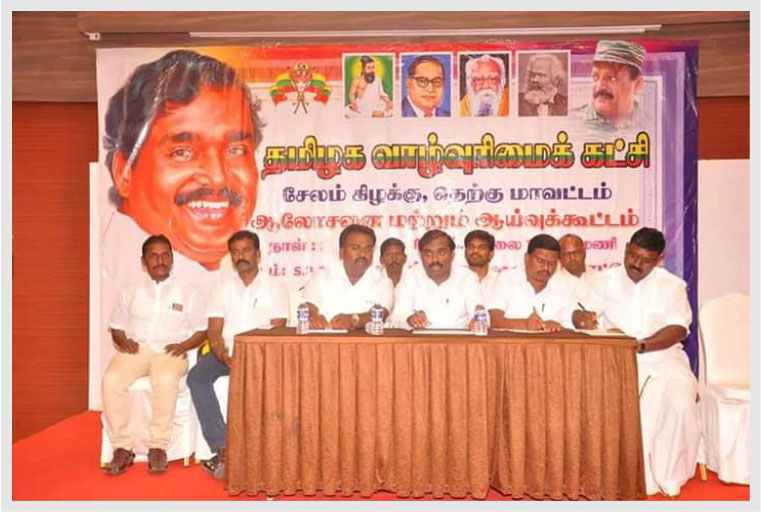 தமிழக வாழ்வுரிமைக் கட்சி
சேலம் கிழக்கு, தெற்கு மாவட்டம்
ஆலோசனை மற்றும் ஆய்வுக்கூட்டம்
நாள் :